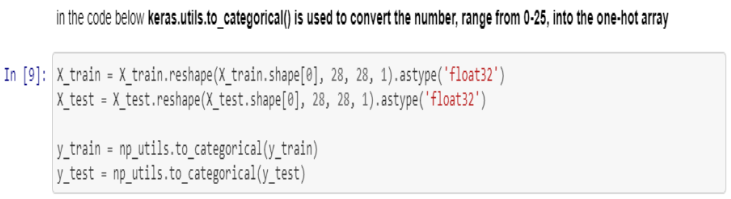 in the code below keras.utils.to_categorical() is used to convert the number, range from 0-25, into the one-hot array
In [9]: X_train = X_train.reshape(X_train.shape[0], 28, 28, 1).astype('float32')
X_test = X_test.reshape(X_test.shape[0], 28, 28, 1).astype('float32')
y_train = np_utils.to_categorical(y_train)
y_test = np_utils.to_categorical(y_test)